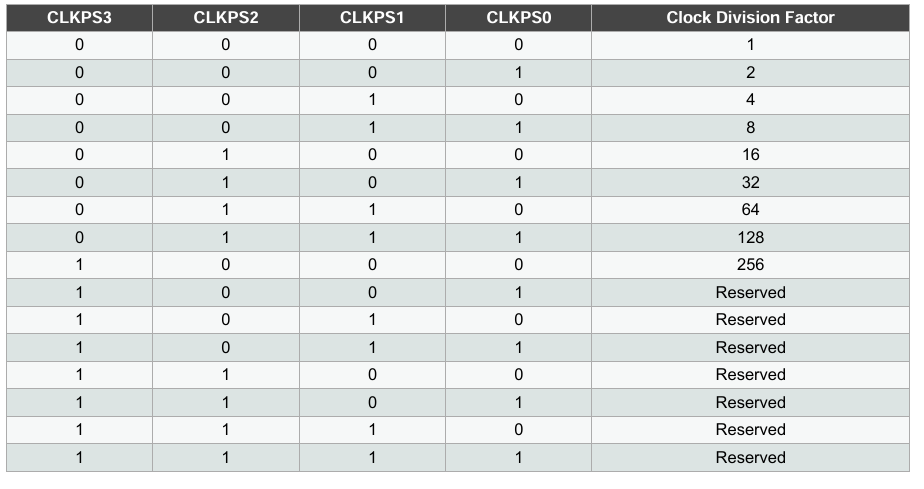 CLKPS3 CLKPS2 CLKPS1 CLKPS0 Clock Division Factor
0 0 0 0 1
0 0 0 1 2
0 0 1 0 4
0 0 1 1 8
0 1 0 0 16
0 1 0 1 32
0 1 1 0 64
0 1 1 1 128
1 0 0 0 256
1 0 0 1 Reserved
1 0 1 0 Reserved
1 0 1 1 Reserved
1 1 0 0 Reserved
1 1 0 1 Reserved
1 1 1 0 Reserved
1 1 1 1 Reserved